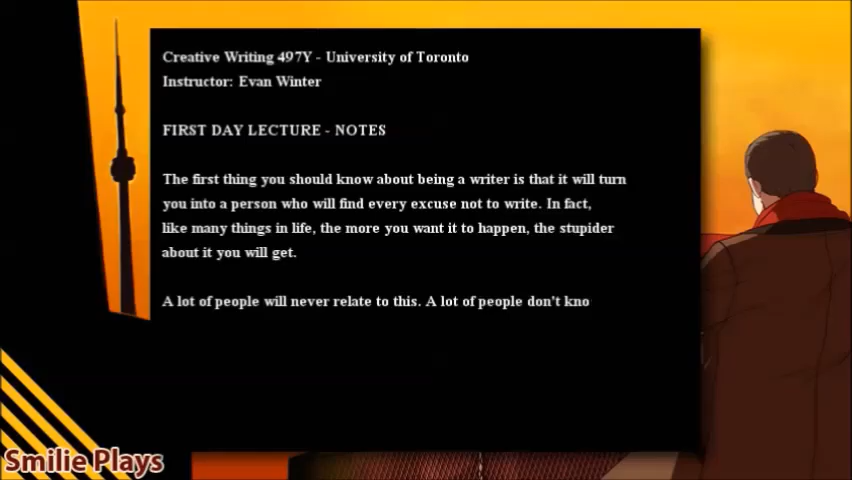 Creative Writing 497Y - University of Toronto
Instructor: Evan Winter
FIRST DAY LECTURE - NOTES
The first thing you should know about being a writer is that it will turn
you into a person who will find every excuse not to write. In fact,
like many things in life, the more you want it to happen, the stupider
about it you will get.
A lot of people will never relate to this. A lot of people don't kno
Smilie Plays